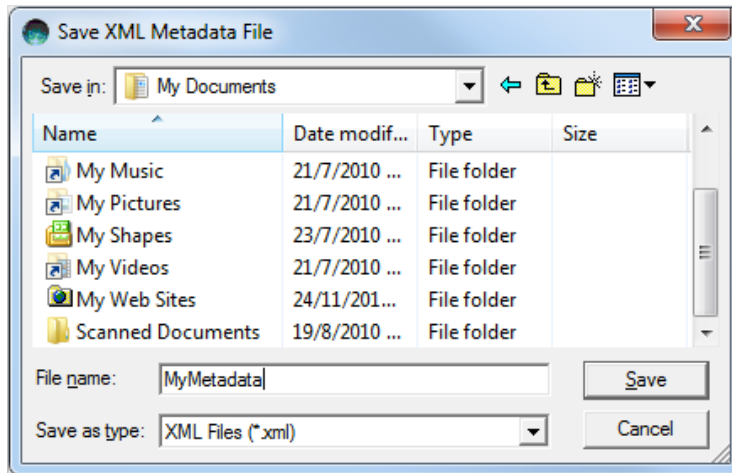 Save XML Metadata File
Save in: My Documents
Name Date modif... Type Size
My Music 21/7/2010 ... File folder
My Pictures 21/7/2010 ... File folder
My Shapes 23/7/2010 ... File folder
My Videos 21/7/2010 ... File folder
My Web Sites 24/11/201... File folder
Scanned Documents 19/8/2010 ... File folder
File name: MyMetadata Save
Save as type: XML Files (*.xml) Cancel